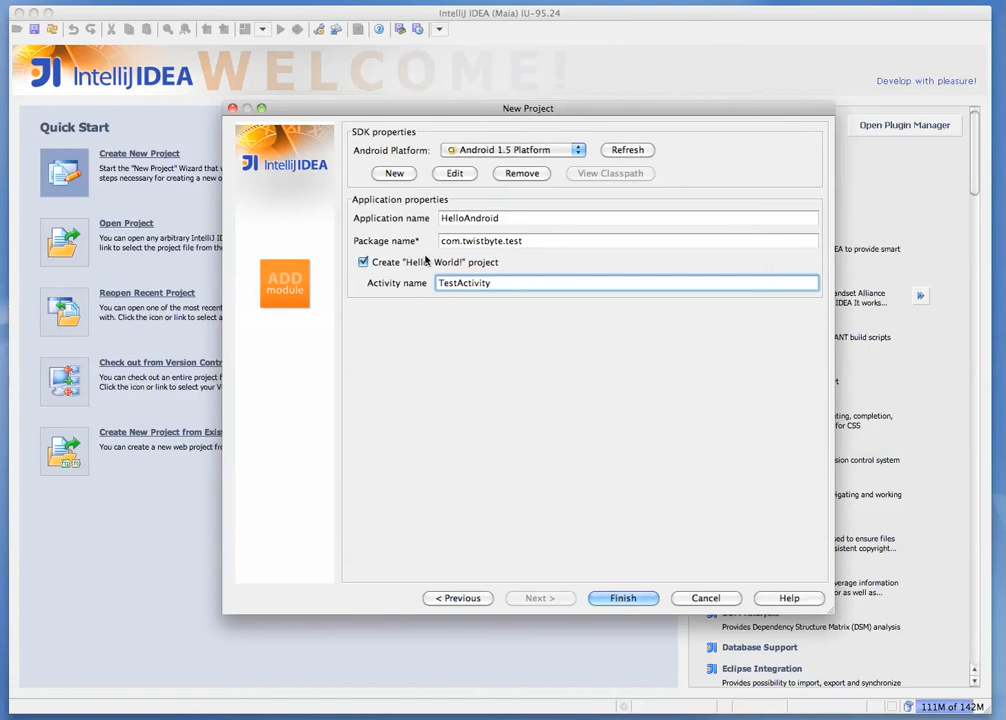 IntelliJ IDEA (Maia) IU-95.24
IntelliJ IDEA WELCOME!
Develop with pleasure!
Quick Start
Create New Project
Start the "New Project" Wizard that
steps necessary for creating a new
Open Project
You can open any arbitrary IntelliJ I
link to select the project file from the
Reopen Recent Project
You can open one of the most recen
with. Click the icon or link to select
Check out from Version Contr
You can check out an entire project f
Click the icon or link to select your V
Create New Project from Exis
You can create a new web project fro
New Project
IntelliJIDEA
ADD
module
SDK properties
Android Platform:
Android 1.5 Platform
Refresh
New
Edit
Remove
View Classpath
Application properties
Application name
HelloAndroid
Package name*
com.twistbyte.test
Create "Hello World!" project
Activity name
TestActivity
< Previous
Next >
Finish
Cancel
Help
Open Plugin Manager
IDEA to provide smart
ndset Alliance
IDEA It works...
ANT build scripts
ting, completion,
for CSS
rsion control system
vigating and working
ed to ensure files
sistent copyright...
verage information
or as well as..
Provides Dependency Structure Matrix (DSM) analysis
Database Support
Eclipse Integration
Provides possibility to import, export and synchronize
111M of 142M